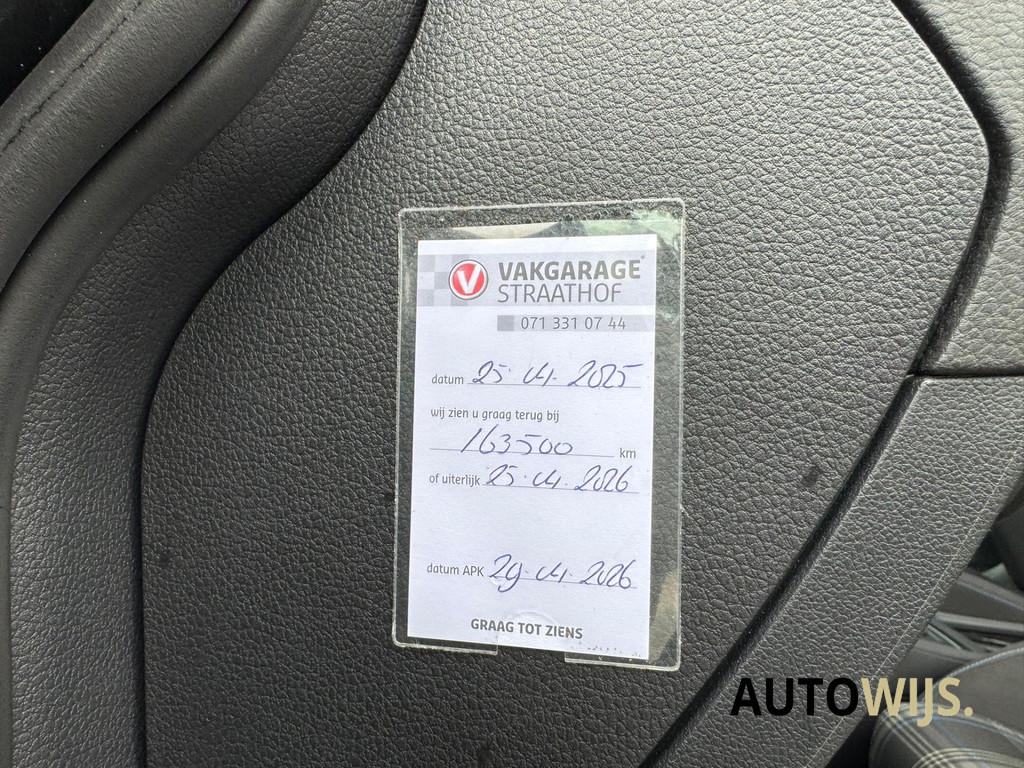 V VAKGARAGE
STRAATHOF
071 331 07 44
datum 25.04.2025
wij zien u graag terug bij
163500 km
of uiterlijk 25.04.2026
datum APK 29.04.2026
GRAAG TOT ZIENS
AUTOWIJS.